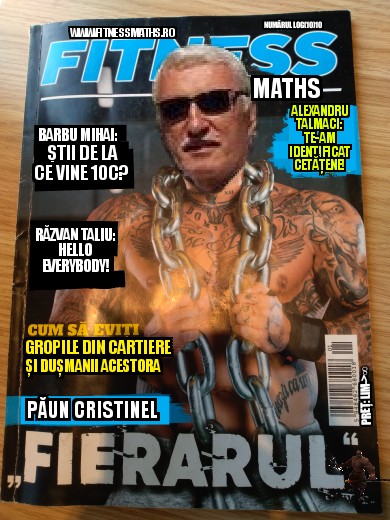 WWW.FITNESSMATHS.RO
NUMĂRUL LOG(10)10
FITNESS
MATHS
ALEXANDRU
TALMACI:
TE-AM
IDENTIFICAT
CETĂȚENE!
BARBU MIHAI:
ȘTII DE LA
CE VINE 10C?
RĂZVAN TALIU:
HELLO
EVERYBODY!
CUM SĂ EVITI
GROPILE DIN CARTIERE
ȘI DUȘMANII ACESTORA
PĂUN CRISTINEL
„FIERARUL“